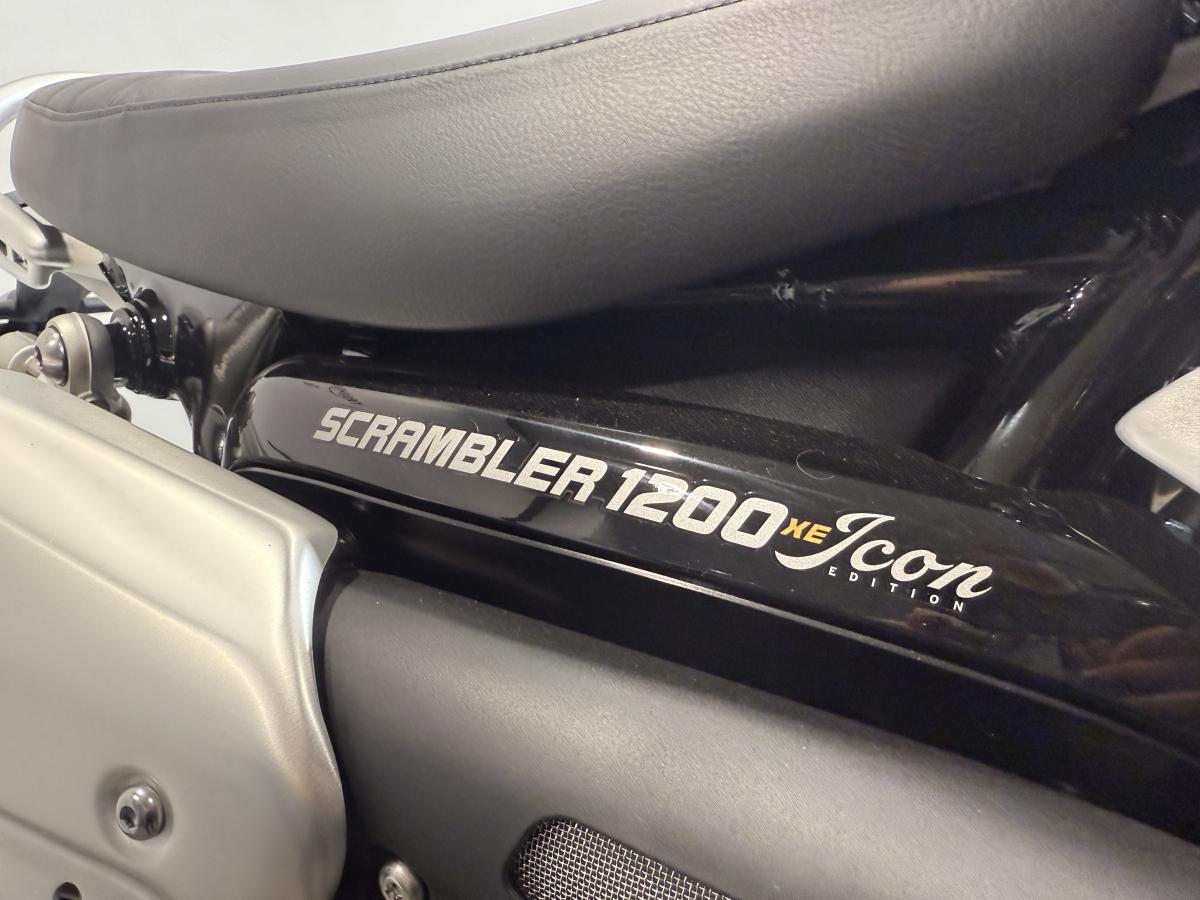 SCRAMBLER 1200 XE Icon
EDITION